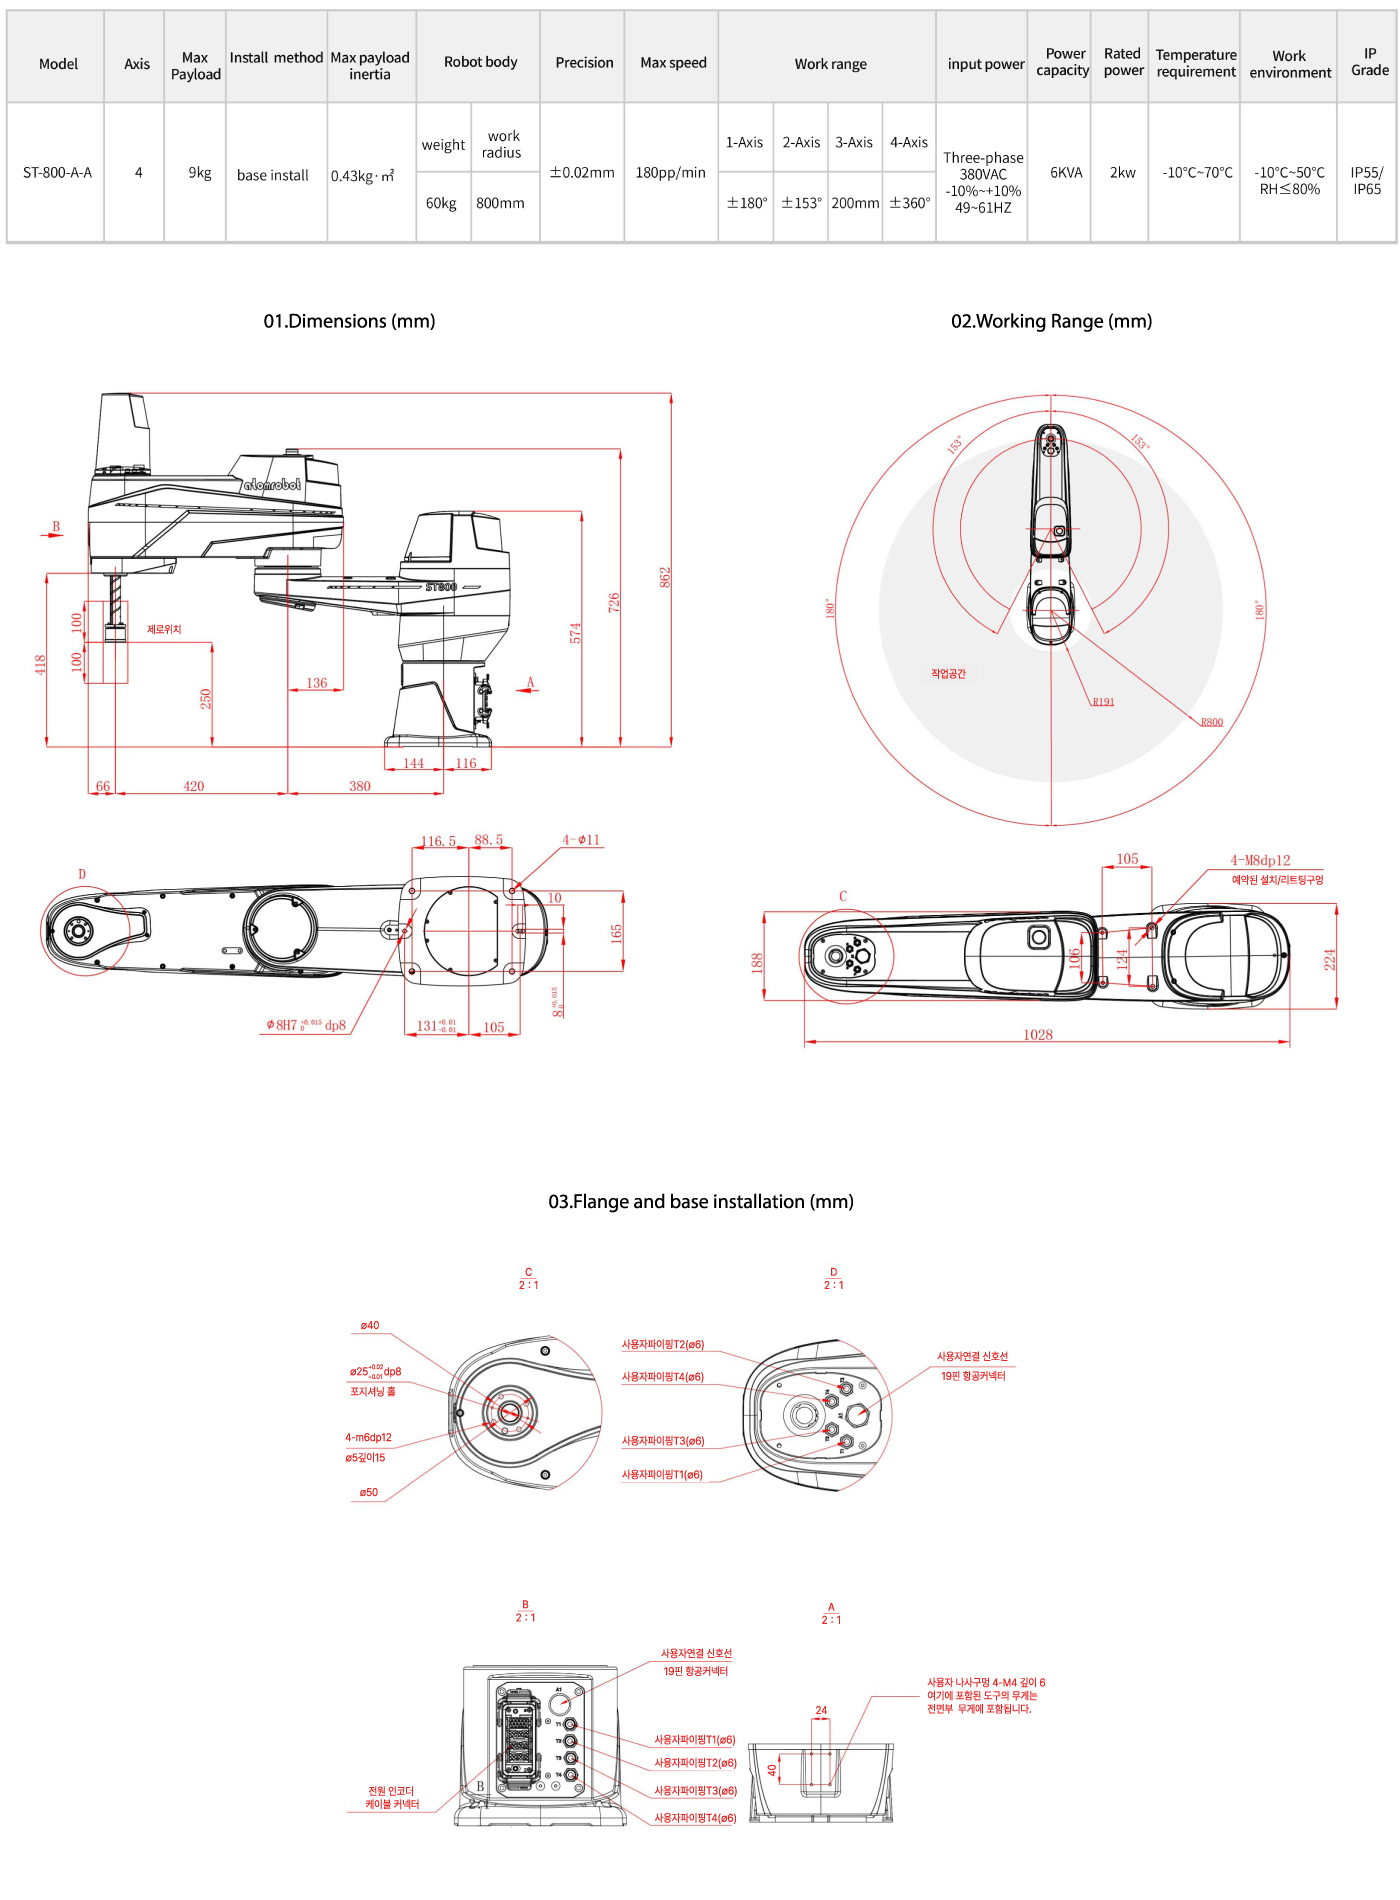 Model
Axis
Max
Payload
Install method
Max payload
inertia
Robot body
Precision
Max speed
Work range
input power
Power
capacity
Rated
power
Temperature
requirement
Work
environment
IP
Grade
ST-800-A-A
4
9kg
base install
0.43kg·㎡
weight
work
radius
60kg
800mm
±0.02mm
180pp/min
1-Axis
2-Axis
3-Axis
4-Axis
±180°
±153°
200mm
±360°
Three-phase
380VAC
-10%~+10%
49~61HZ
6KVA
2kw
-10°C~70°C
-10°C~50°C
RH≦80%
IP55/
IP65
01.Dimensions (mm)
02.Working Range (mm)
atomrobot
ST800
B
A
제로위치
100
100
418
250
136
574
726
862
144
116
66
420
380
153°
153°
180°
180°
작업공간
R191
R800
D
116.5
88.5
4-ϕ11
10
165
8 +0.015 0
ϕ8H7 +0.015 0 dp8
131 +0.01 -0.01
105
C
105
4-M8dp12
예약된 설치/리트팅구멍
188
106
124
224
1028
03.Flange and base installation (mm)
C
2 : 1
ø40
ø25 +0.02 -0.01 dp8
포지셔닝 홀
4-m6dp12
ø5깊이15
ø50
D
2 : 1
사용자파이핑T2(ø6)
사용자파이핑T4(ø6)
사용자파이핑T3(ø6)
사용자파이핑T1(ø6)
사용자연결 신호선
19핀 항공커넥터
B
2 : 1
사용자연결 신호선
19핀 항공커넥터
A1
T1
T2
T3
T4
B
사용자파이핑T1(ø6)
사용자파이핑T2(ø6)
사용자파이핑T3(ø6)
사용자파이핑T4(ø6)
전원 인코더
케이블 커넥터
A
2 : 1
24
40
사용자 나사구멍 4-M4 깊이 6
여기에 포함된 도구의 무게는
전면부 무게에 포함됩니다.